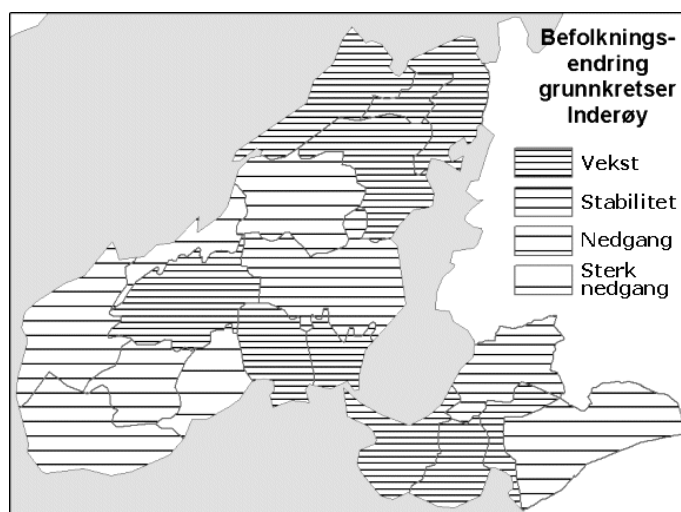 Befolknings-
endring
grunnkretser
Inderøy
Vekst
Stabilitet
Nedgang
Sterk
nedgang